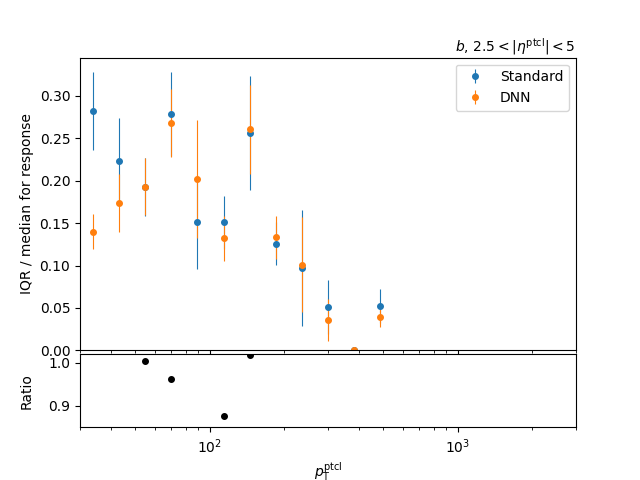 b, 2.5 < |η^ptcl| < 5
Standard
DNN
IQR / median for response
0.30
0.25
0.20
0.15
0.10
0.05
0.00
Ratio
1.0
0.9
10^2
10^3
p_T^ptcl